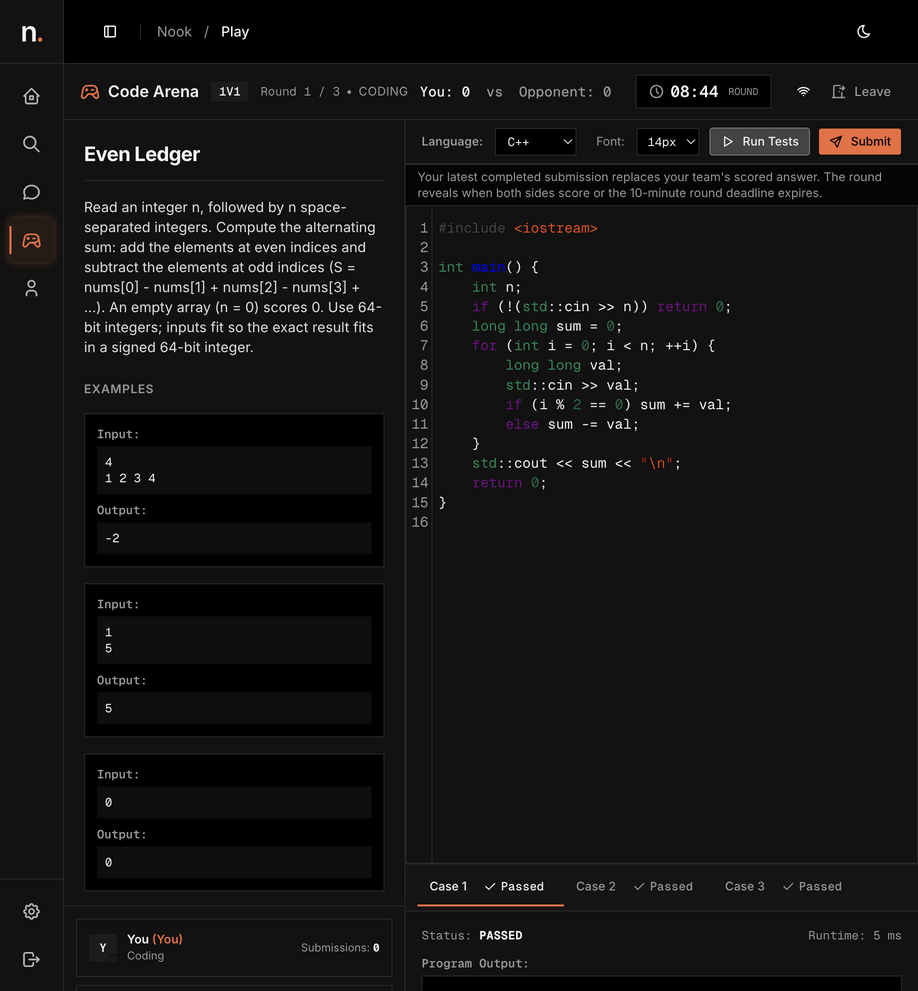 n.
Nook / Play
Code Arena 1V1 Round 1 / 3 • CODING You: 0 vs Opponent: 0 08:44 ROUND Leave
Even Ledger
Read an integer n, followed by n space-
separated integers. Compute the alternating
sum: add the elements at even indices and
subtract the elements at odd indices (S =
nums[0] - nums[1] + nums[2] - nums[3] +
...). An empty array (n = 0) scores 0. Use 64-
bit integers; inputs fit so the exact result fits
in a signed 64-bit integer.
EXAMPLES
Input:
4
1 2 3 4
Output:
-2
Input:
1
5
Output:
5
Input:
0
Output:
0
Y
You (You)
Coding
Submissions: 0
Language: C++ Font: 14px Run Tests Submit
Your latest completed submission replaces your team's scored answer. The round
reveals when both sides score or the 10-minute round deadline expires.
1 #include <iostream>
2
3 int main() {
4     int n;
5     if (!(std::cin >> n)) return 0;
6     long long sum = 0;
7     for (int i = 0; i < n; ++i) {
8         long long val;
9         std::cin >> val;
10         if (i % 2 == 0) sum += val;
11         else sum -= val;
12     }
13     std::cout << sum << "\n";
14     return 0;
15 }
16
Case 1 Passed Case 2 Passed Case 3 Passed
Status: PASSED Runtime: 5 ms
Program Output: